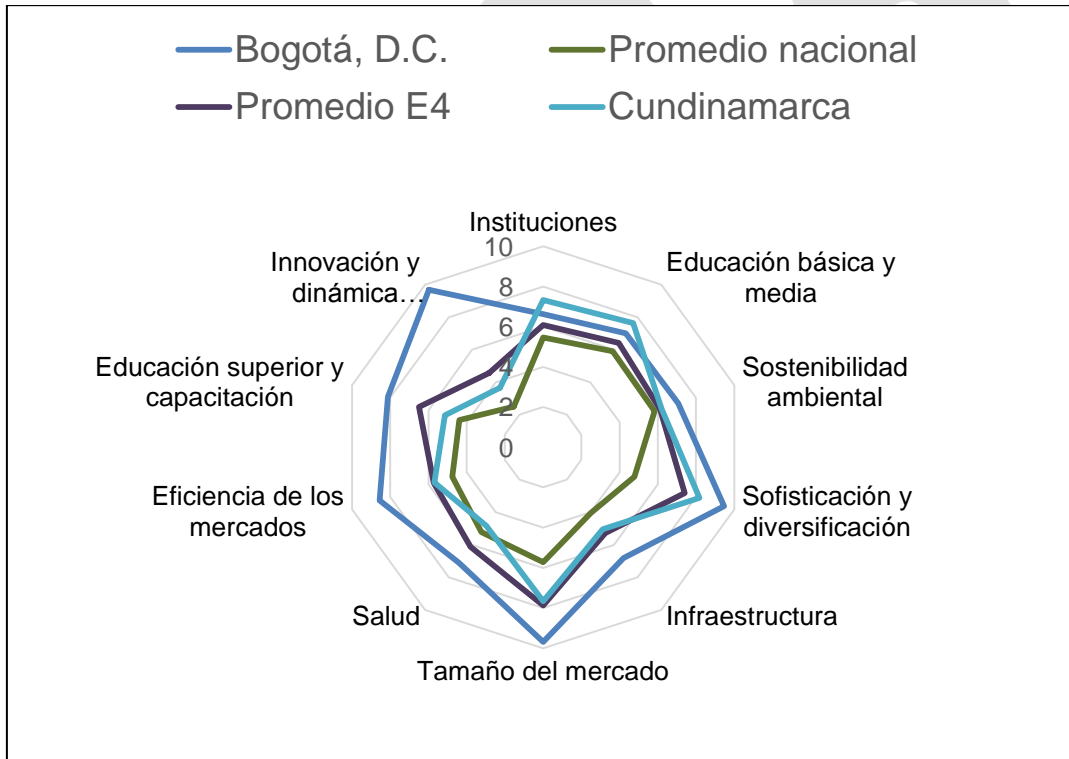 Bogotá, D.C.
Promedio nacional
Promedio E4
Cundinamarca
Instituciones
Educación básica y
media
Sostenibilidad
ambiental
Sofisticación y
diversificación
Infraestructura
Tamaño del mercado
Salud
Eficiencia de los
mercados
Educación superior y
capacitación
Innovación y
dinámica…
10
8
6
4
2
0